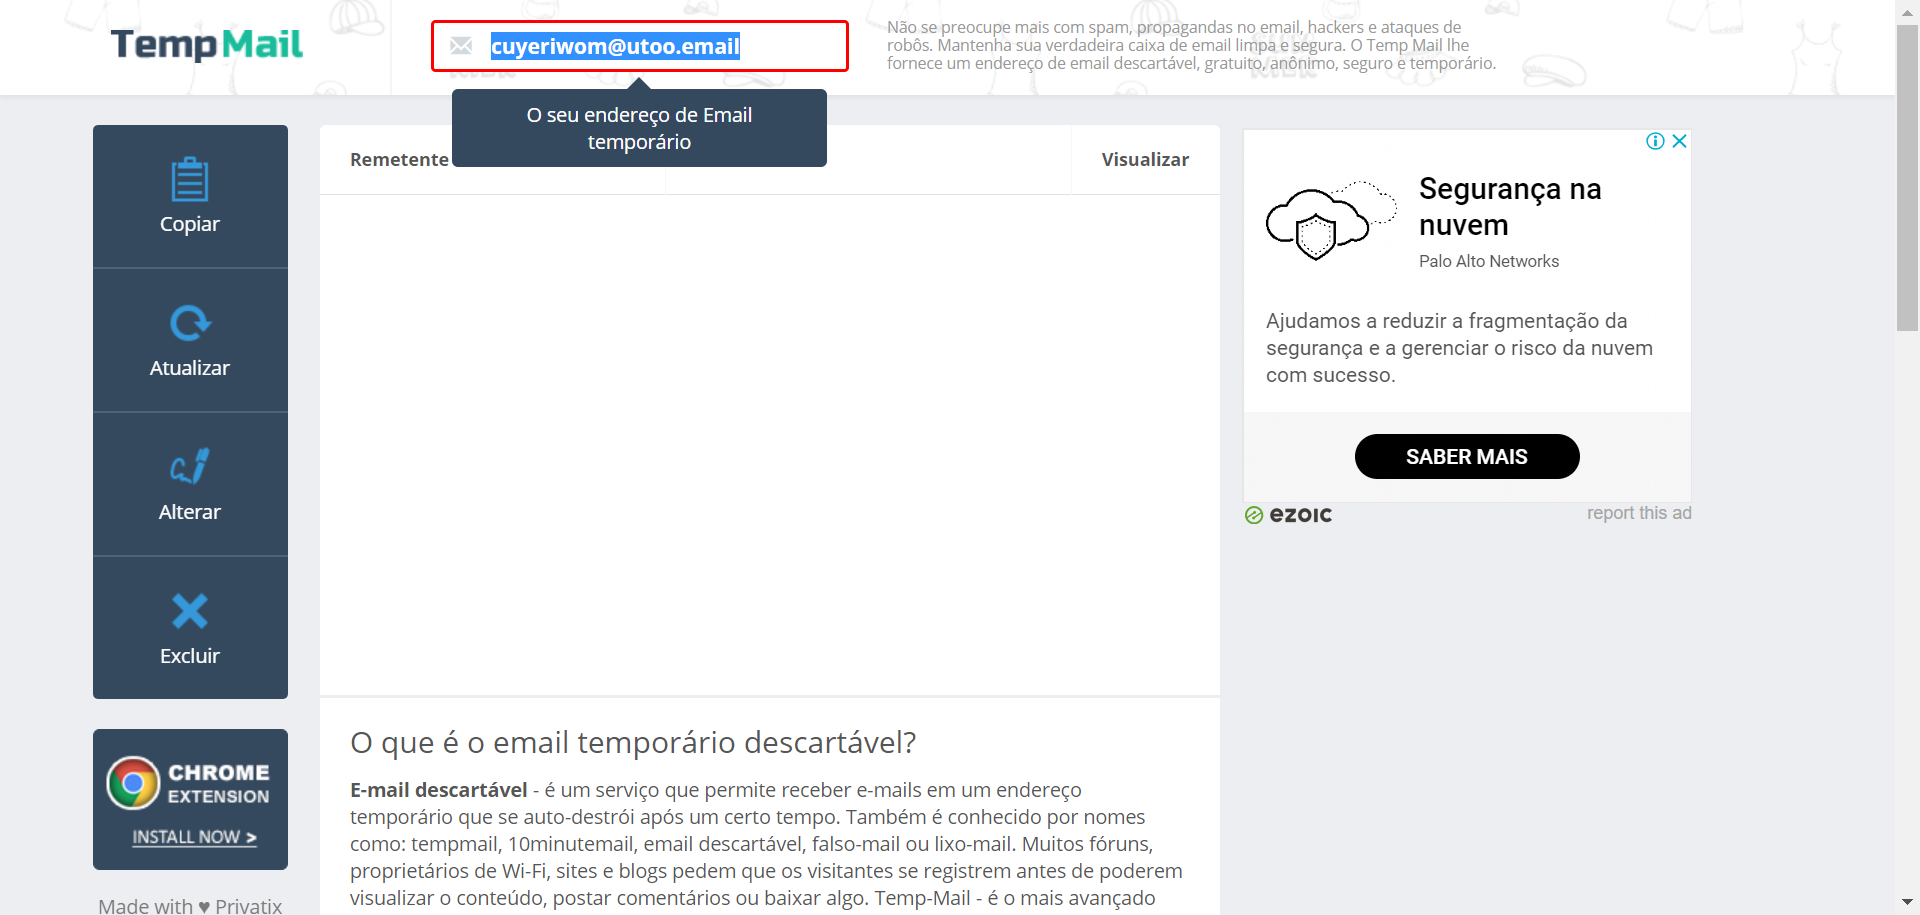 TempMail
cuyeriwom@utoo.email
Não se preocupe mais com spam, propagandas no email, hackers e ataques de
robôs. Mantenha sua verdadeira caixa de email limpa e segura. O Temp Mail lhe
fornece um endereço de email descartável, gratuito, anônimo, seguro e temporário.
O seu endereço de Email
temporário
Copiar
Atualizar
Alterar
Excluir
CHROME
EXTENSION
INSTALL NOW >
Made with ♥ Privatix
Remetente
Visualizar
O que é o email temporário descartável?
E-mail descartável - é um serviço que permite receber e-mails em um endereço
temporário que se auto-destrói após um certo tempo. Também é conhecido por nomes
como: tempmail, 10minutemail, email descartável, falso-mail ou lixo-mail. Muitos fóruns,
proprietários de Wi-Fi, sites e blogs pedem que os visitantes se registrem antes de poderem
visualizar o conteúdo, postar comentários ou baixar algo. Temp-Mail - é o mais avançado
Segurança na
nuvem
Palo Alto Networks
Ajudamos a reduzir a fragmentação da
segurança e a gerenciar o risco da nuvem
com sucesso.
SABER MAIS
ezoic
report this ad